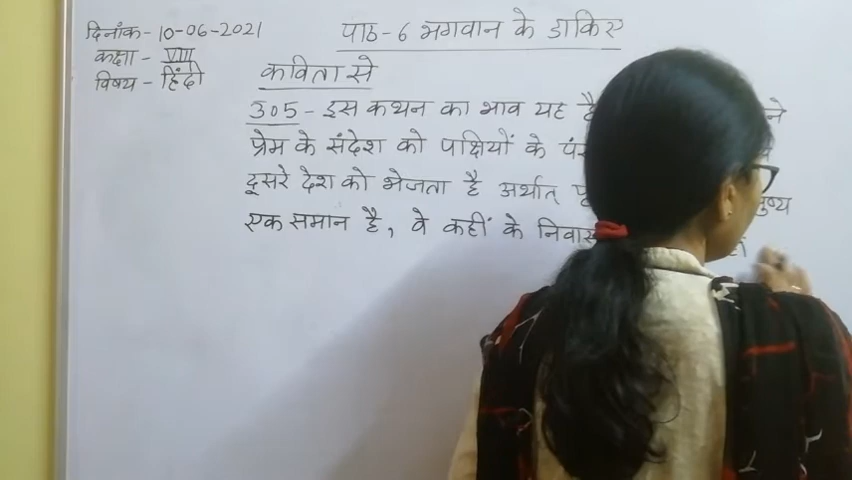 दिनांक - 10-06-2021
पाठ - 6 भगवान के डाकिए
कक्षा - VIII
विषय - हिंदी
कविता से
उ०5 - इस कथन का भाव यह है
प्रेम के संदेश को पक्षियों के
दूसरे देश को भेजता है अर्थात्
एक समान है, वे कहीं के